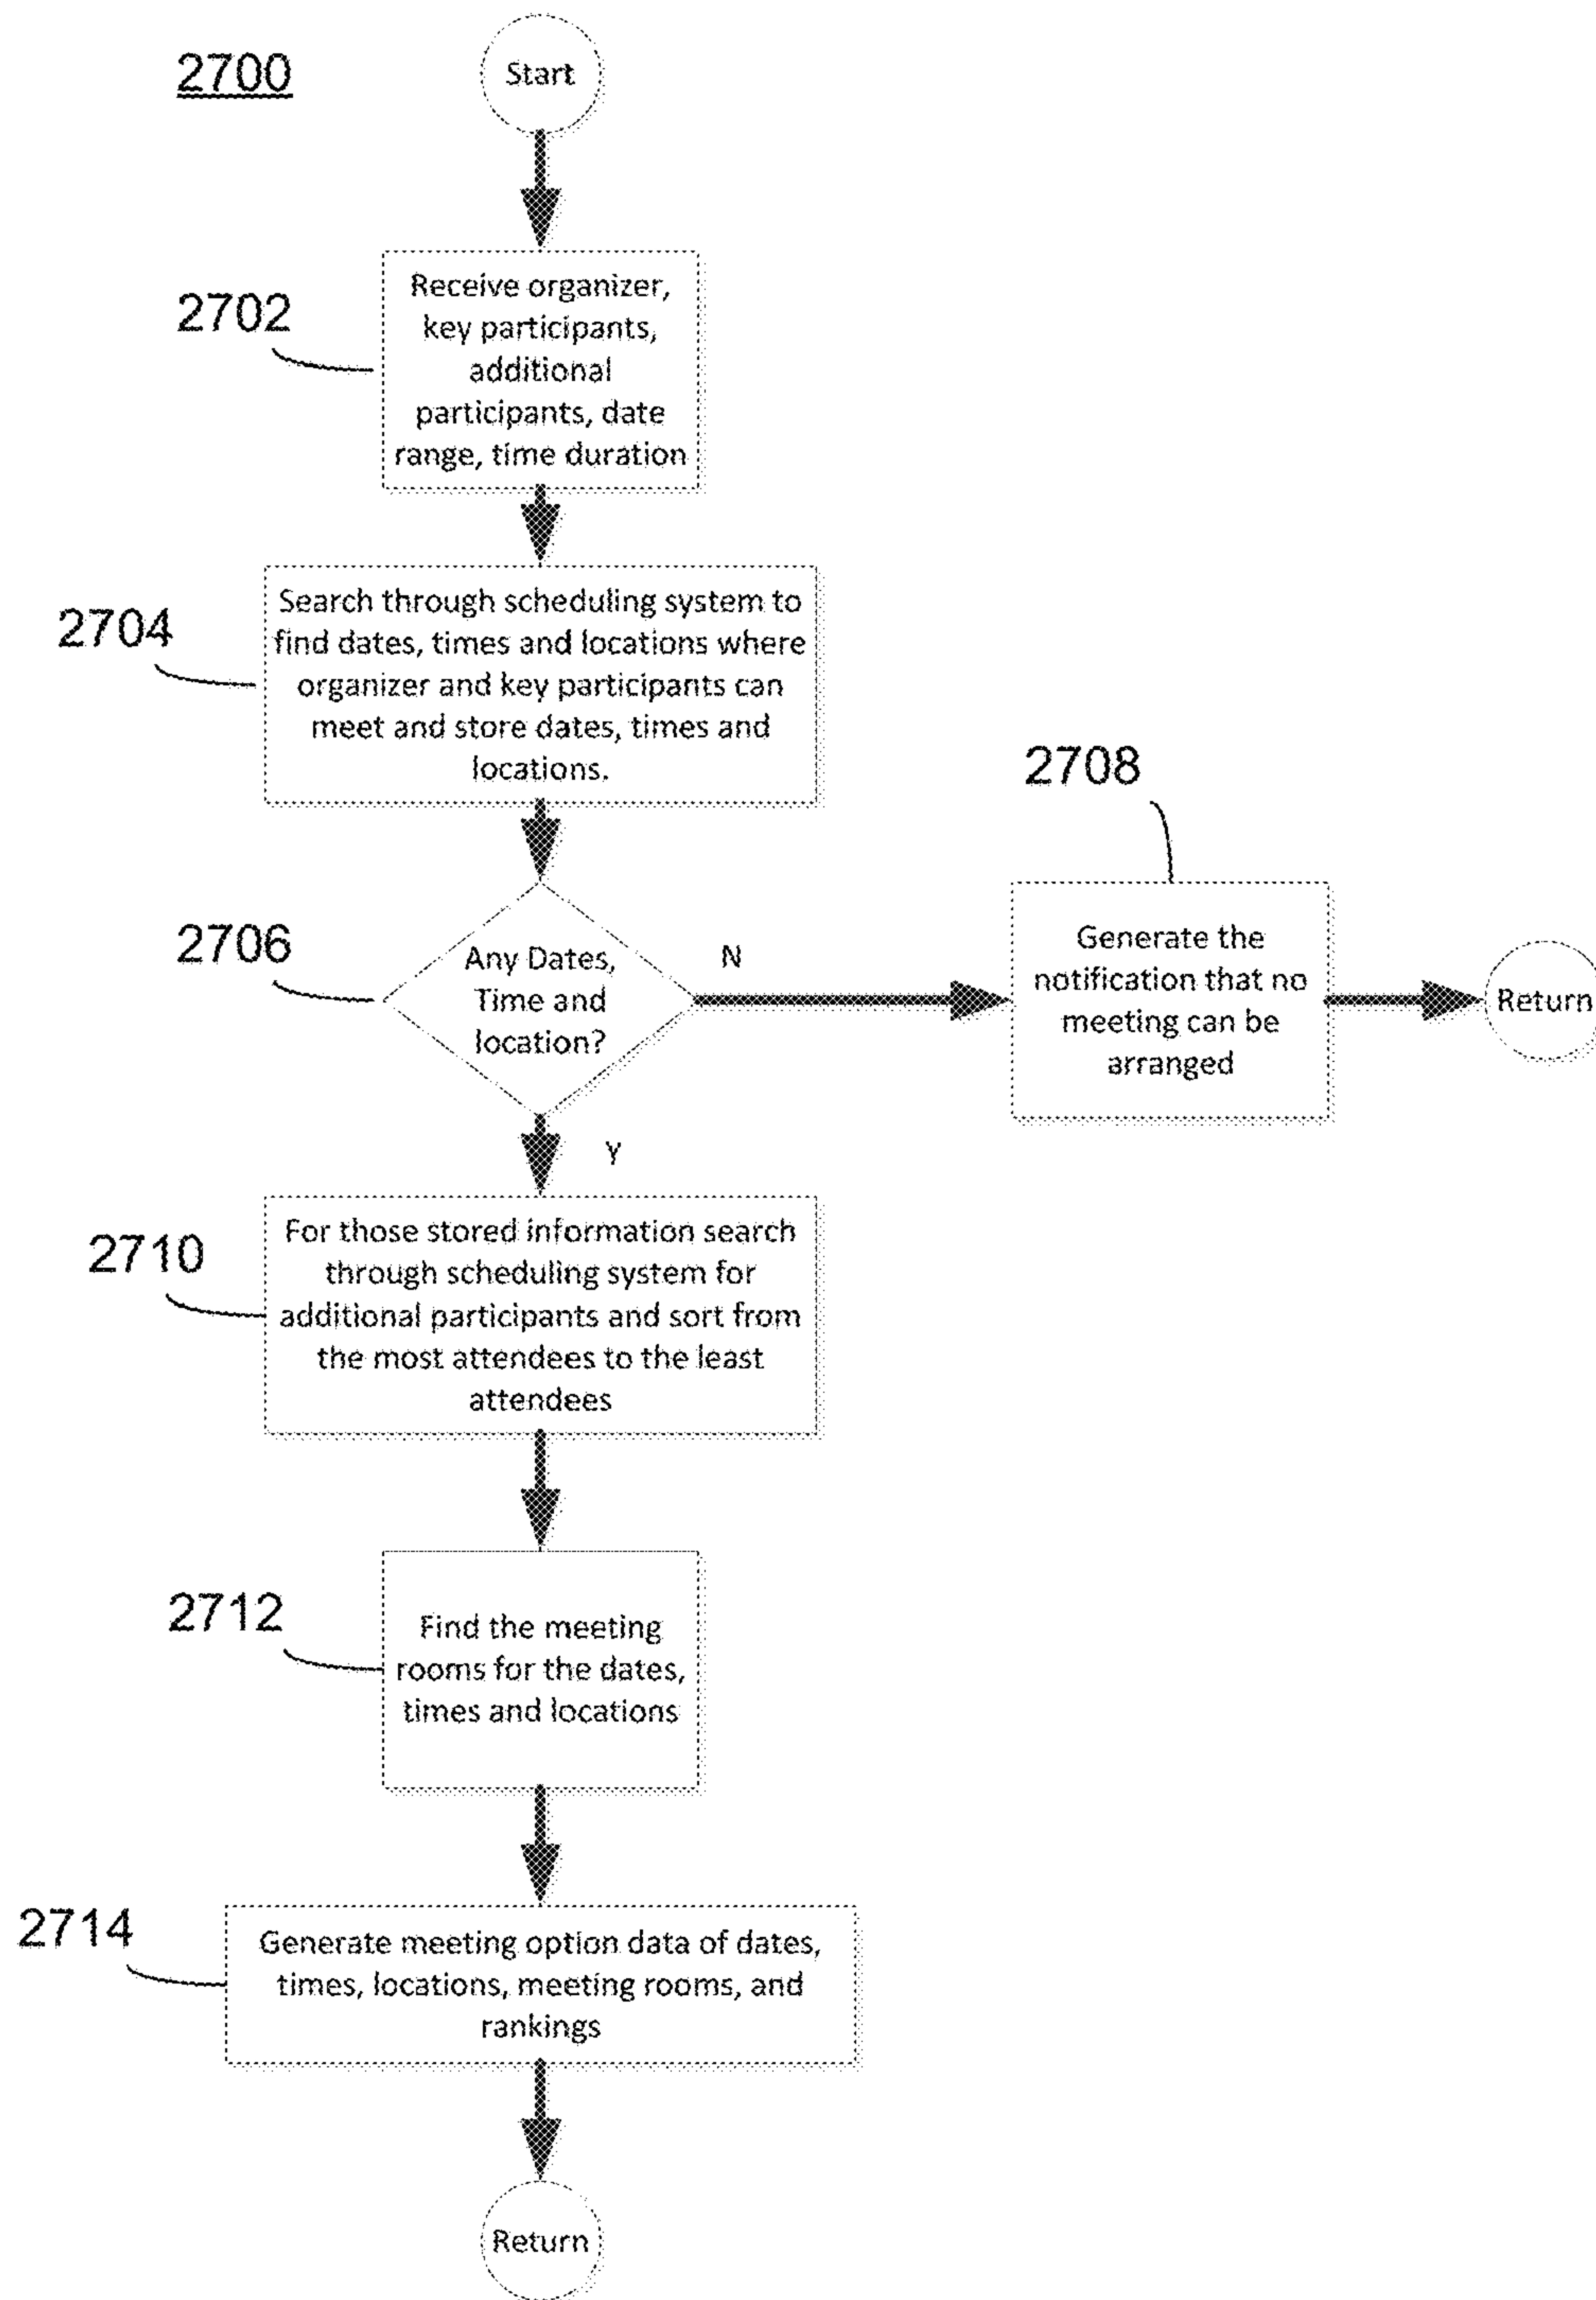 2700
Start
2702
Receive organizer,
key participants,
additional
participants, date
range, time duration
2704
Search through scheduling system to
find dates, times and locations where
organizer and key participants can
meet and store dates, times and
locations.
2706
Any Dates,
Time and
location?
N
2708
Generate the
notification that no
meeting can be
arranged
Return
Y
2710
For those stored information search
through scheduling system for
additional participants and sort from
the most attendees to the least
attendees
2712
Find the meeting
rooms for the dates,
times and locations
2714
Generate meeting option data of dates,
times, locations, meeting rooms, and
rankings
Return